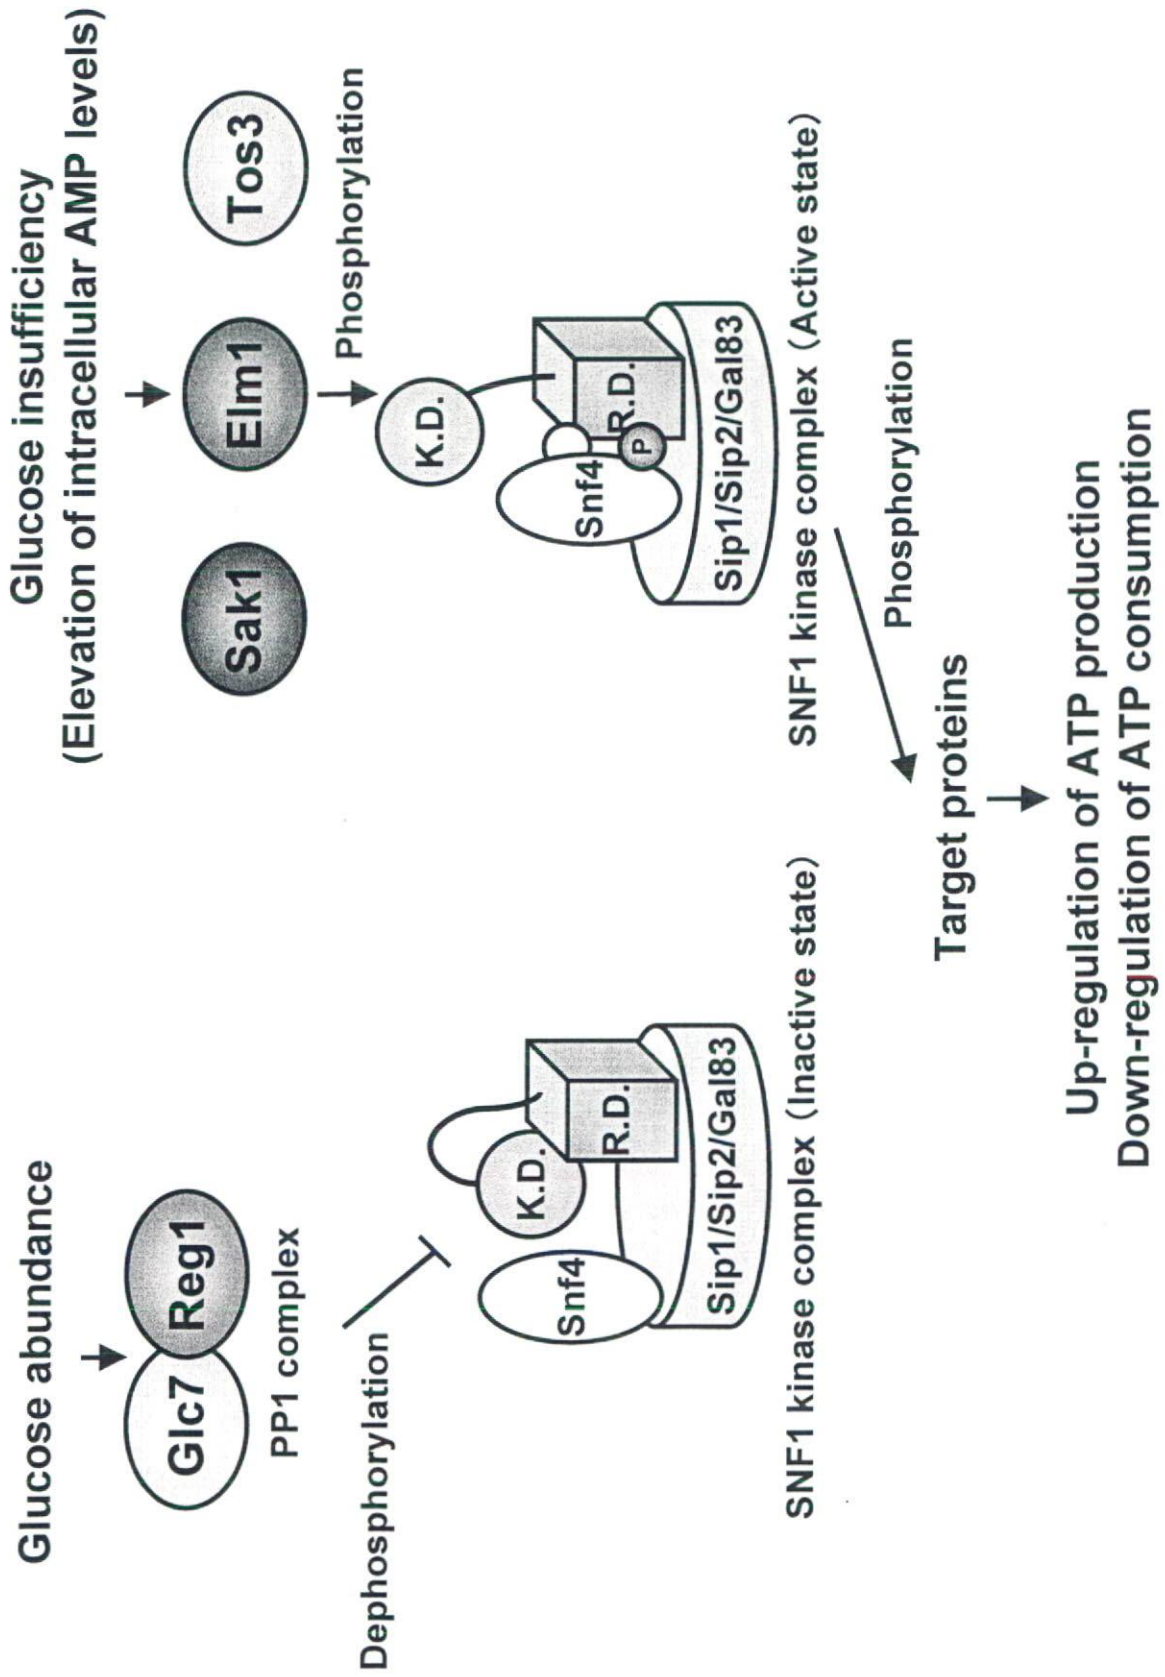 Glucose abundance
Glc7
Reg1
PP1 complex
Dephosphorylation
Snf4
K.D.
R.D.
Sip1/Sip2/Gal83
SNF1 kinase complex (Inactive state)
Glucose insufficiency
(Elevation of intracellular AMP levels)
Sak1
Elm1
Tos3
Phosphorylation
K.D.
Snf4
R.D.
P
Sip1/Sip2/Gal83
SNF1 kinase complex (Active state)
Phosphorylation
Target proteins
Up-regulation of ATP production
Down-regulation of ATP consumption